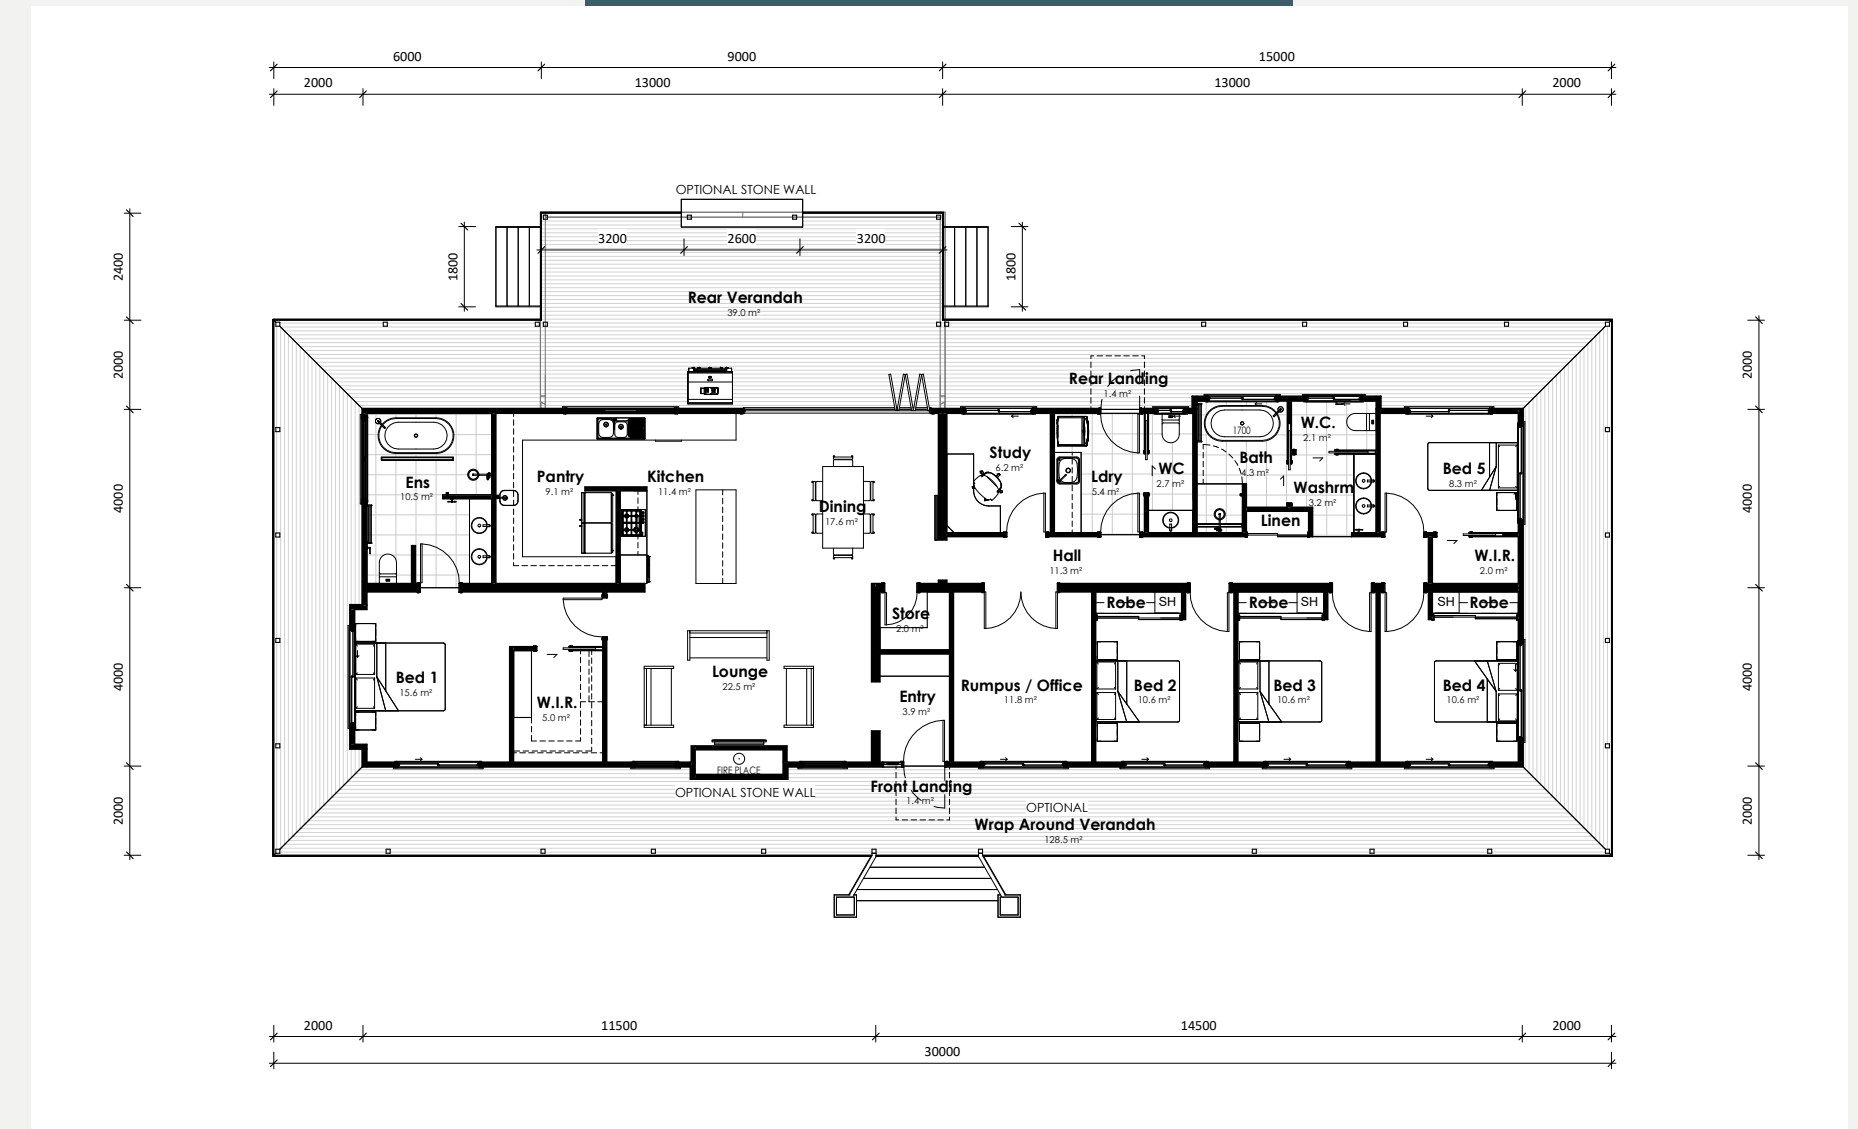 6000
9000
15000
2000
13000
13000
2000
OPTIONAL STONE WALL
3200
2600
3200
1800
1800
2400
Rear Verandah
39.0 m²
2000
2000
Rear Landing
1.4 m²
1700
W.C.
2.1 m²
Study
6.2 m²
Bath
4.3 m²
Bed 5
8.3 m²
Pantry
9.1 m²
Kitchen
11.4 m²
Ldry
5.4 m²
WC
2.7 m²
Ens
10.5 m²
Washrm
3.2 m²
4000
4000
Dining
17.6 m²
Linen
Hall
11.3 m²
W.I.R.
2.0 m²
Robe
SH
Robe
SH
SH
Robe
Store
2.0 m²
Lounge
22.5 m²
Bed 1
15.6 m²
4000
4000
Rumpus / Office
11.8 m²
Bed 2
10.6 m²
Bed 3
10.6 m²
Bed 4
10.6 m²
Entry
3.9 m²
W.I.R.
5.0 m²
FIRE PLACE
OPTIONAL STONE WALL
Front Landing
1.4 m²
2000
2000
OPTIONAL
Wrap Around Verandah
128.5 m²
2000
11500
14500
2000
30000